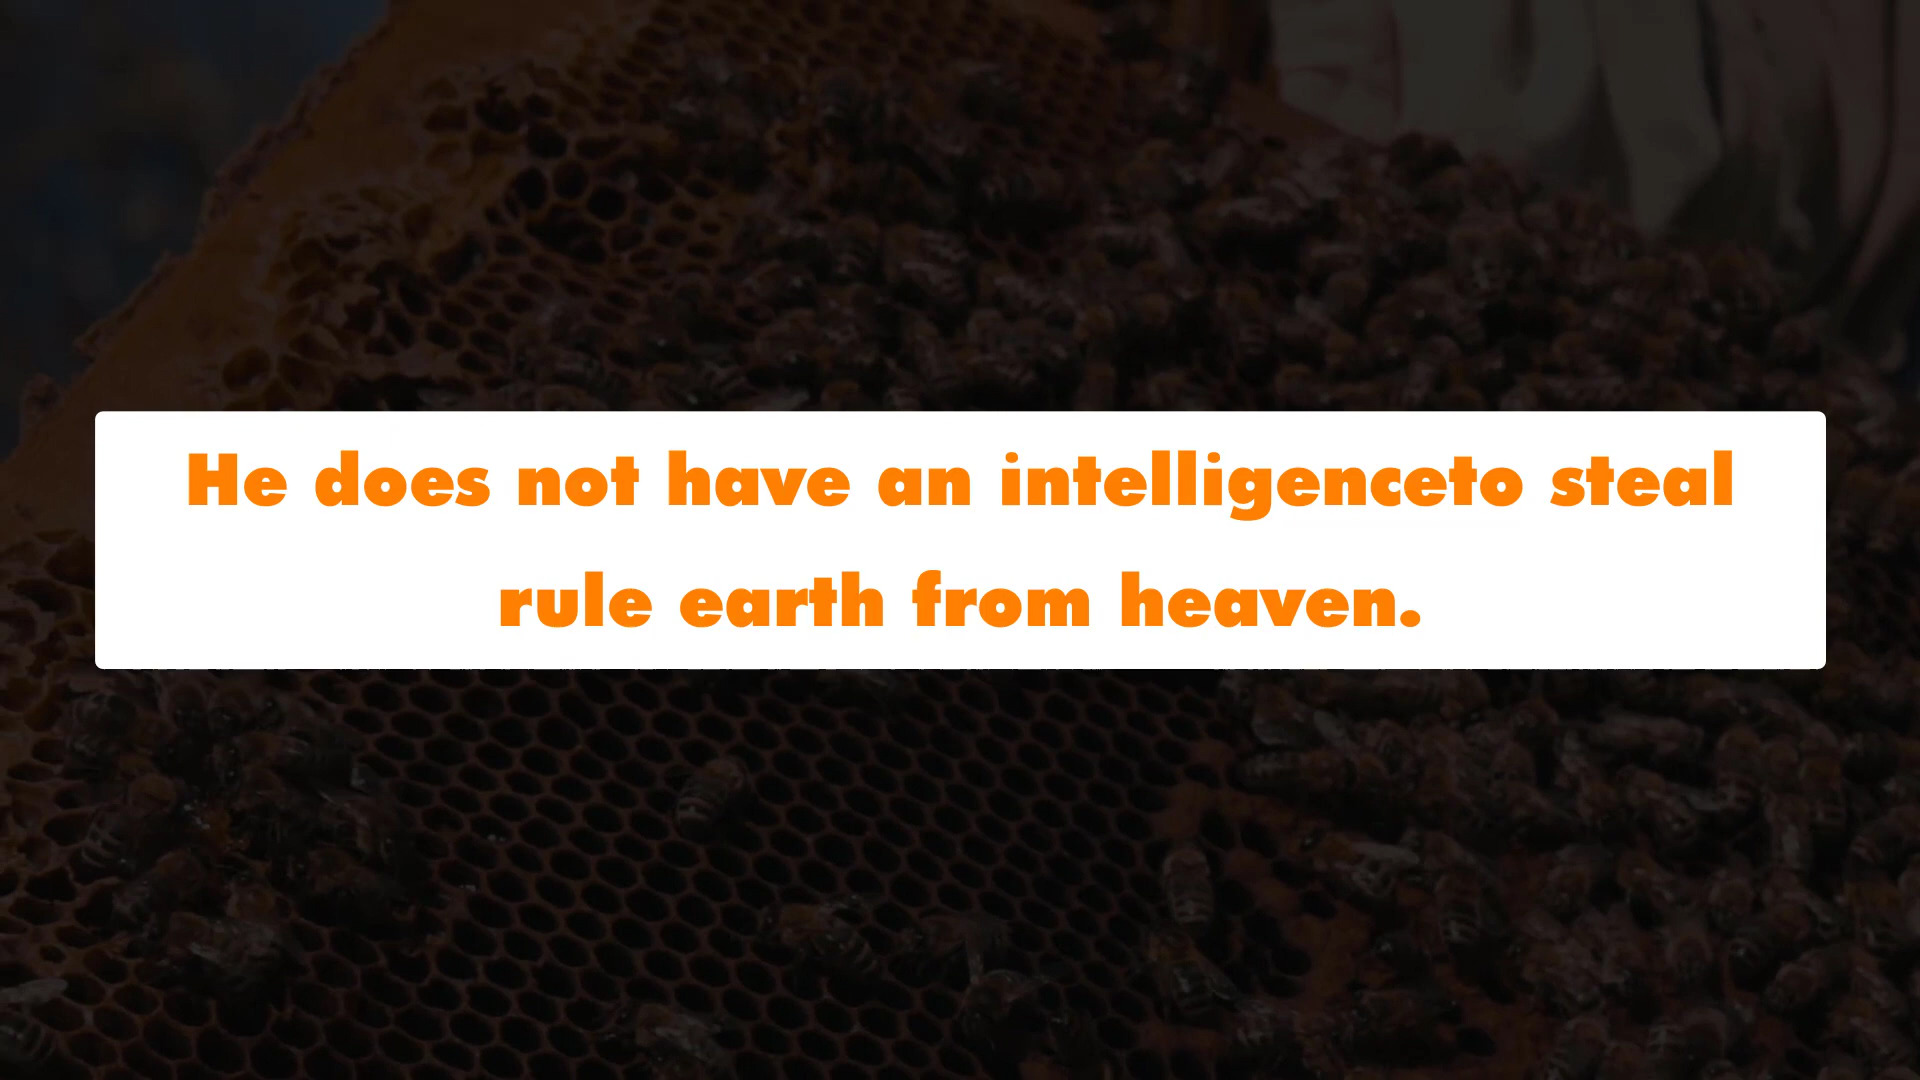 He does not have an intelligenceto steal
rule earth from heaven.